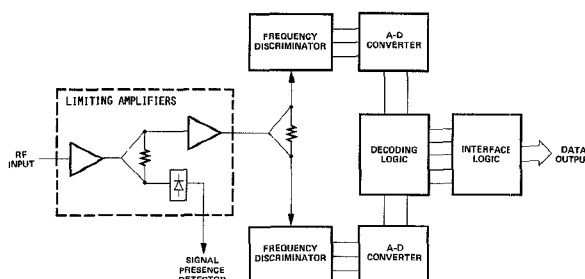 FREQUENCY
DISCRIMINATOR
A-D
CONVERTER
LIMITING AMPLIFIERS
RF
INPUT
DECODING
LOGIC
INTERFACE
LOGIC
DATA
OUTPUT
SIGNAL
PRESENCE
DETECTOR
FREQUENCY
DISCRIMINATOR
A-D
CONVERTER